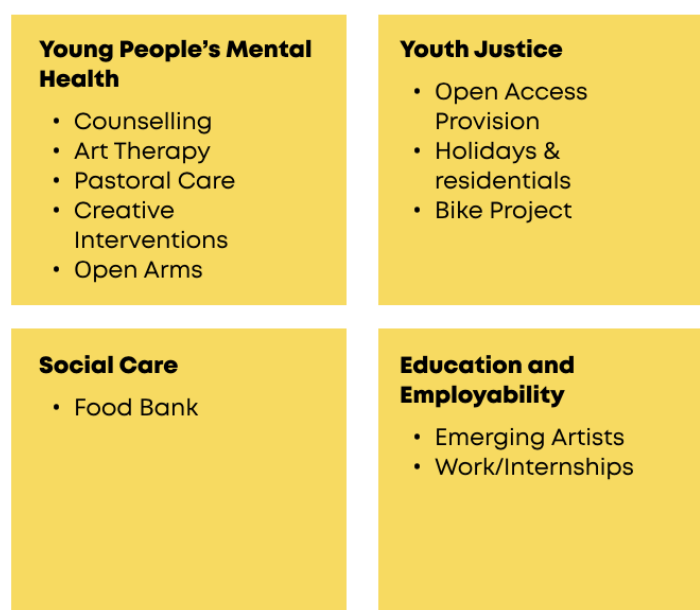 Young People’s Mental
Health
• Counselling
• Art Therapy
• Pastoral Care
• Creative
Interventions
• Open Arms
Youth Justice
• Open Access
Provision
• Holidays &
residentials
• Bike Project
Social Care
• Food Bank
Education and
Employability
• Emerging Artists
• Work/Internships